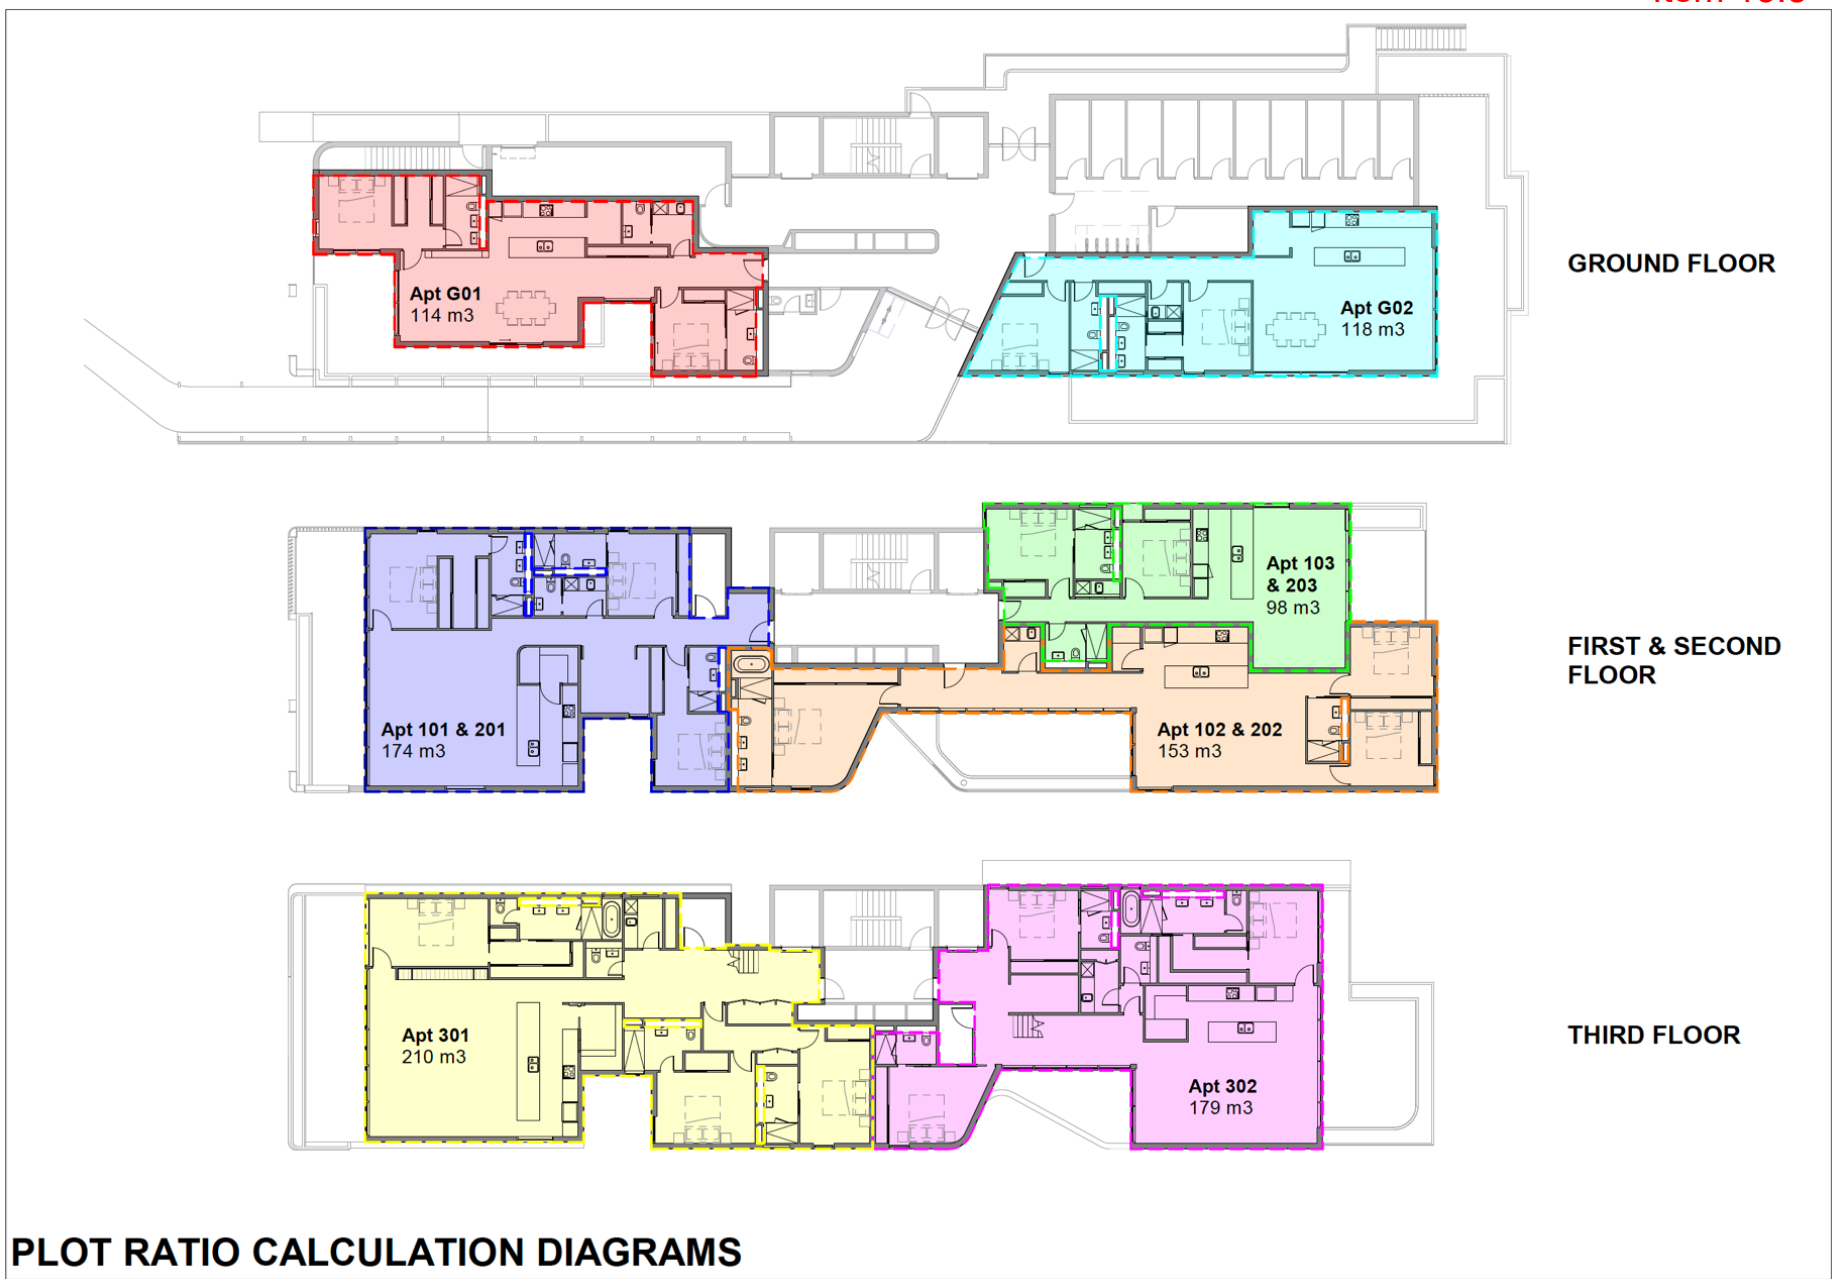 Apt G01
114 m3
Apt G02
118 m3
GROUND FLOOR
Apt 103
& 203
98 m3
Apt 101 & 201
174 m3
Apt 102 & 202
153 m3
FIRST & SECOND
FLOOR
Apt 301
210 m3
Apt 302
179 m3
THIRD FLOOR
PLOT RATIO CALCULATION DIAGRAMS